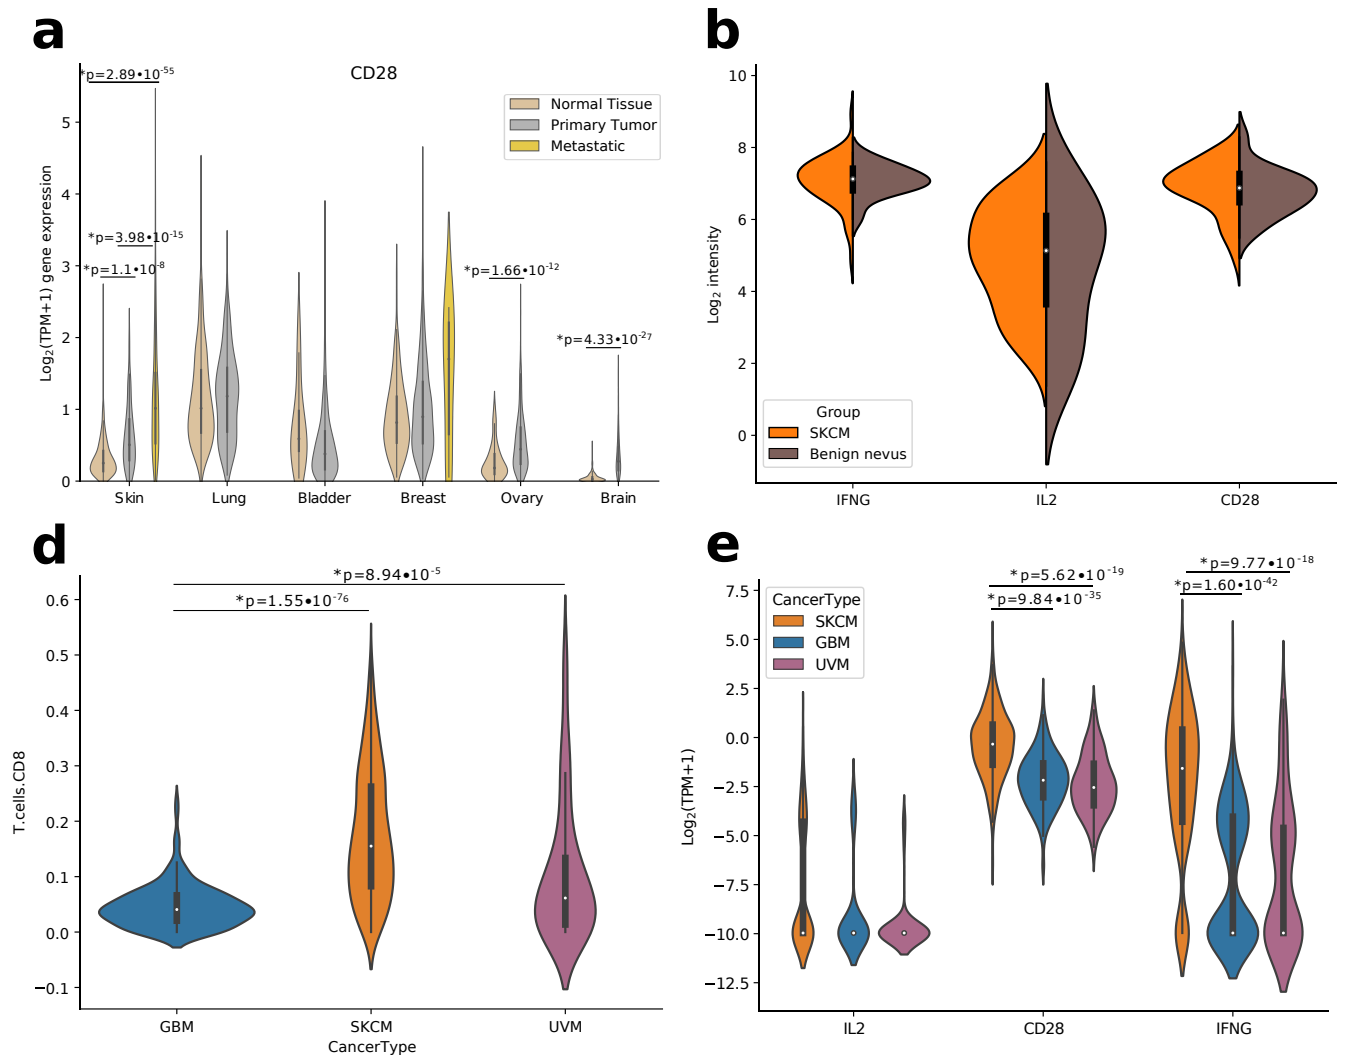 a
CD28
*p=2.89•10-55
*p=3.98•10-15
*p=1.1•10-8
*p=1.66•10-12
*p=4.33•10-27
Normal Tissue
Primary Tumor
Metastatic
Log2(TPM+1) gene expression
5
4
3
2
1
0
Skin Lung Bladder Breast Ovary Brain
b
Log2 intensity
10
8
6
4
2
0
Group
SKCM
Benign nevus
IFNG IL2 CD28
d
*p=8.94•10-5
*p=1.55•10-76
T.cells.CD8
0.6
0.5
0.4
0.3
0.2
0.1
0.0
−0.1
GBM SKCM UVM
CancerType
e
*p=9.77•10-18
*p=5.62•10-19
*p=1.60•10-42
*p=9.84•10-35
CancerType
SKCM
GBM
UVM
Log2(TPM+1)
7.5
5.0
2.5
0.0
−2.5
−5.0
−7.5
−10.0
−12.5
IL2 CD28 IFNG